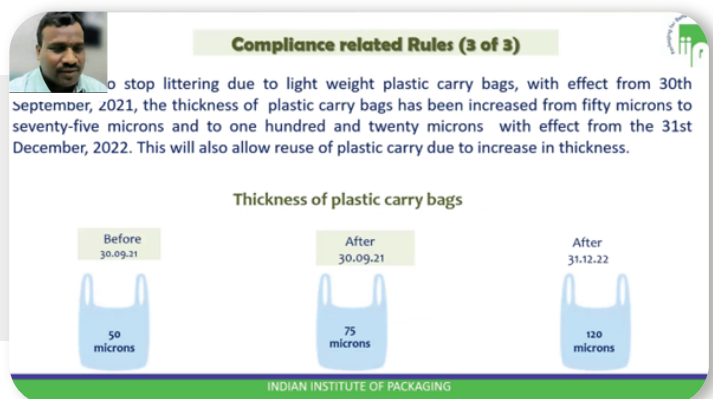 Compliance related Rules (3 of 3)
o stop littering due to light weight plastic carry bags, with effect from 30th
September, 2021, the thickness of plastic carry bags has been increased from fifty microns to
seventy-five microns and to one hundred and twenty microns with effect from the 31st
December, 2022. This will also allow reuse of plastic carry due to increase in thickness.
Thickness of plastic carry bags
Before
30.09.21
After
30.09.21
After
31.12.22
50
microns
75
microns
120
microns
INDIAN INSTITUTE OF PACKAGING